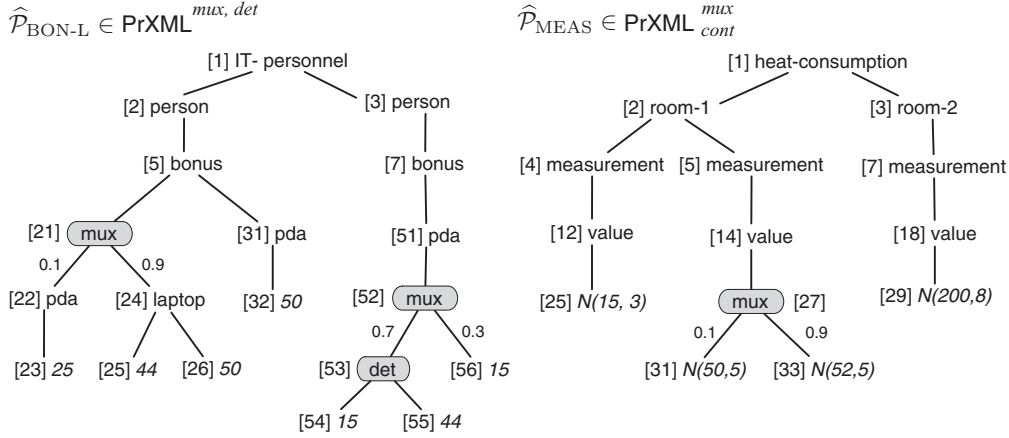 P̂_BON-L ∈ PrXML^mux, det
P̂_MEAS ∈ PrXML^mux_cont
[1] IT- personnel
[2] person
[3] person
[5] bonus
[7] bonus
[21] mux
[31] pda
[51] pda
0.1
0.9
[22] pda
[24] laptop
[32] 50
[52] mux
0.7
0.3
[23] 25
[25] 44
[26] 50
[53] det
[56] 15
[54] 15
[55] 44
[1] heat-consumption
[2] room-1
[3] room-2
[4] measurement
[5] measurement
[7] measurement
[12] value
[14] value
[18] value
[25] N(15, 3)
mux [27]
[29] N(200,8)
0.1
0.9
[31] N(50,5)
[33] N(52,5)